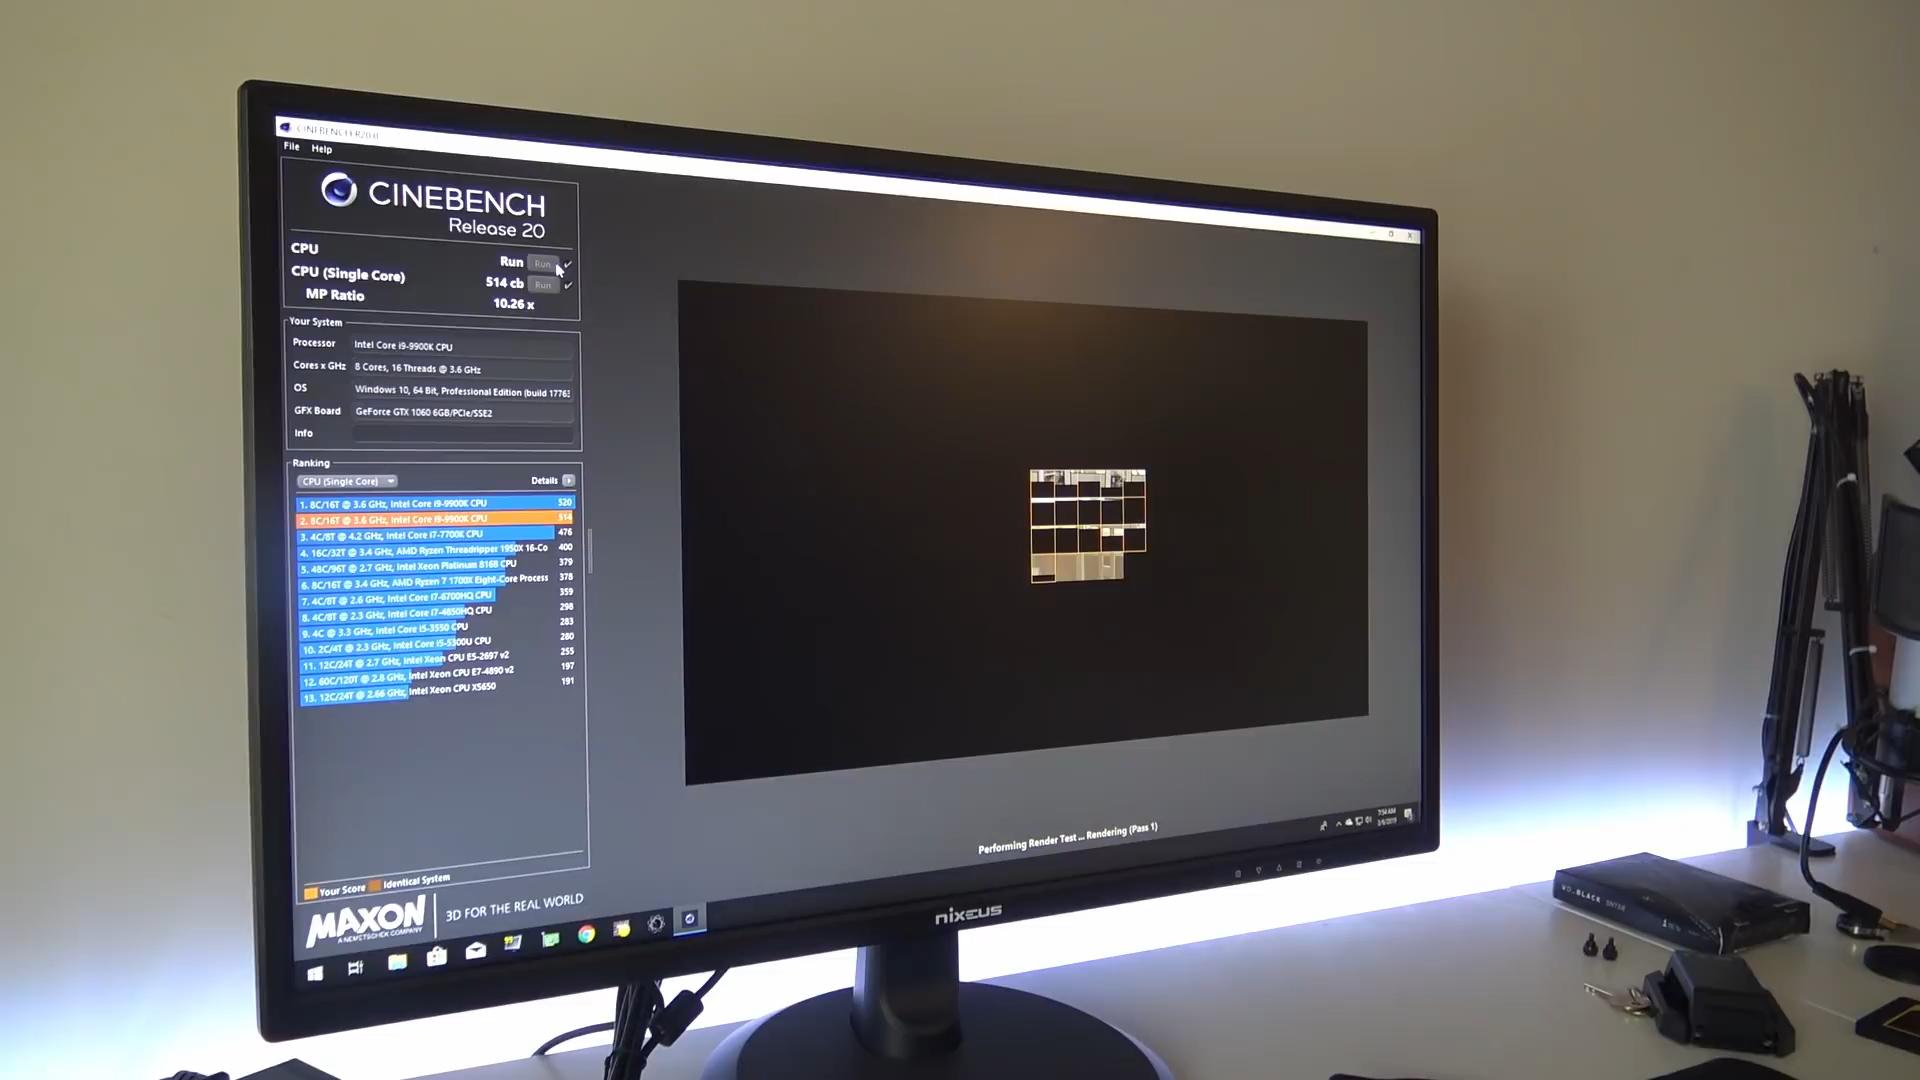 CINEBENCH R20.0
File Help
CINEBENCH
Release 20
CPU Run Run
CPU (Single Core) 514 cb Run
MP Ratio 10.26 x
Your System
Processor Intel Core i9-9900K CPU
Cores x GHz 8 Cores, 16 Threads @ 3.6 GHz
OS Windows 10, 64 Bit, Professional Edition (build 17763
GFX Board GeForce GTX 1060 6GB/PCIe/SSE2
Info
Ranking
CPU (Single Core) Details
1. 8C/16T @ 3.6 GHz, Intel Core i9-9900K CPU 520
2. 8C/16T @ 3.6 GHz, Intel Core i9-9900K CPU 514
3. 4C/8T @ 4.2 GHz, Intel Core i7-7700K CPU 476
4. 16C/32T @ 3.4 GHz, AMD Ryzen Threadripper 1950X 16-Co 400
5. 48C/96T @ 2.7 GHz, Intel Xeon Platinum 8168 CPU 379
6. 8C/16T @ 3.4 GHz, AMD Ryzen 7 1700X Eight-Core Process 378
7. 4C/8T @ 2.6 GHz, Intel Core i7-6700HQ CPU 359
8. 4C/8T @ 2.3 GHz, Intel Core i7-4850HQ CPU 298
9. 4C @ 3.3 GHz, Intel Core i5-3550 CPU 283
10. 2C/4T @ 2.3 GHz, Intel Core i5-5300U CPU 280
11. 12C/24T @ 2.7 GHz, Intel Xeon CPU E5-2697 v2 255
12. 60C/120T @ 2.8 GHz, Intel Xeon CPU E7-4890 v2 197
13. 12C/24T @ 2.66 GHz, Intel Xeon CPU X5650 191
Performing Render Test ... Rendering (Pass 1)
7:54 AM
Your Score Identical System
MAXON 3D FOR THE REAL WORLD
A NEMETSCHEK COMPANY
nixeus
WD_BLACK